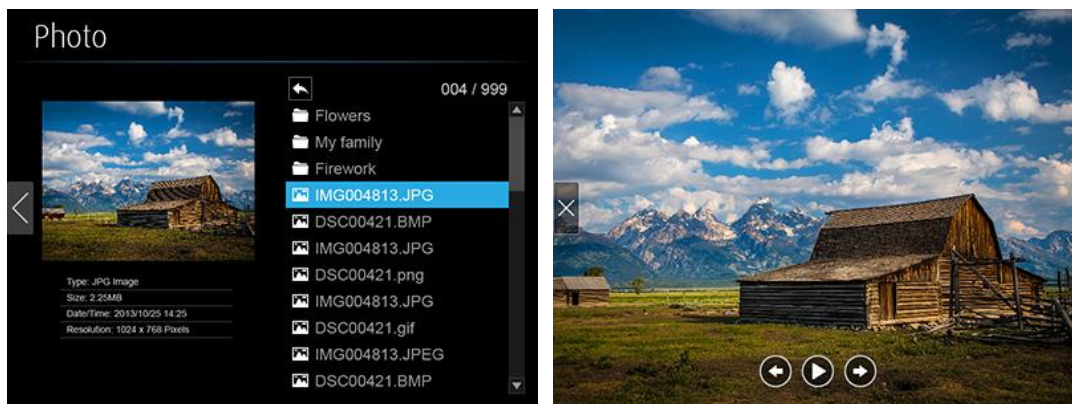 Photo
004 / 999
Flowers
My family
Firework
IMG004813.JPG
DSC00421.BMP
IMG004813.JPG
DSC00421.png
IMG004813.JPG
DSC00421.gif
IMG004813.JPEG
DSC00421.BMP
Type: JPG Image
Size: 2.25MB
Date/Time: 2013/10/25 14:25
Resolution: 1024 x 768 Pixels